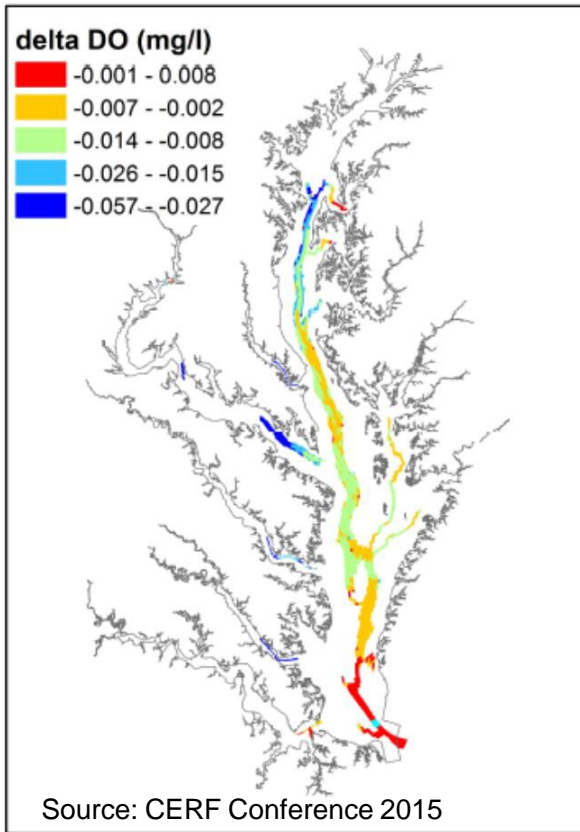 delta DO (mg/l)
-0.001 - 0.008
-0.007 - -0.002
-0.014 - -0.008
-0.026 - -0.015
-0.057 - -0.027
Source: CERF Conference 2015